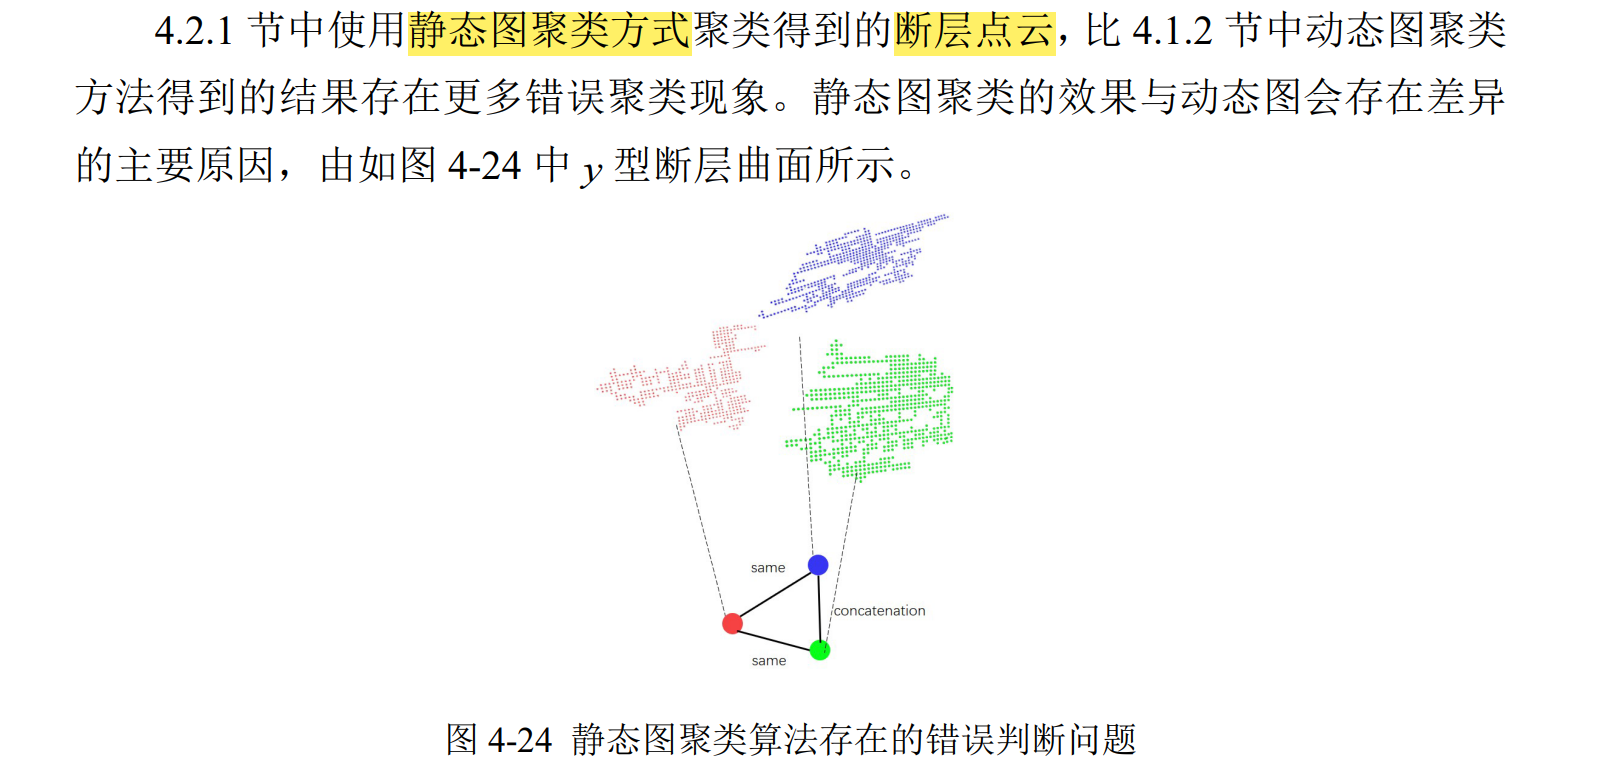 4.2.1 节中使用静态图聚类方式聚类得到的断层点云，比 4.1.2 节中动态图聚类
方法得到的结果存在更多错误聚类现象。静态图聚类的效果与动态图会存在差异
的主要原因，由如图 4-24 中 y 型断层曲面所示。
same
concatenation
same
图 4-24 静态图聚类算法存在的错误判断问题